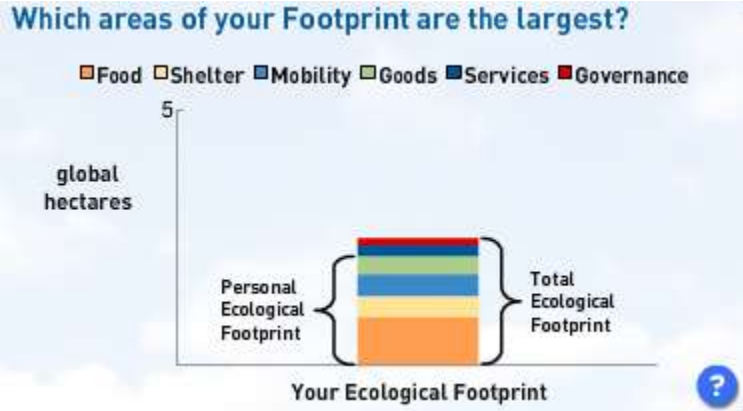 Which areas of your Footprint are the largest?
Food Shelter Mobility Goods Services Governance
5
global
hectares
Personal
Ecological
Footprint
Total
Ecological
Footprint
Your Ecological Footprint
?